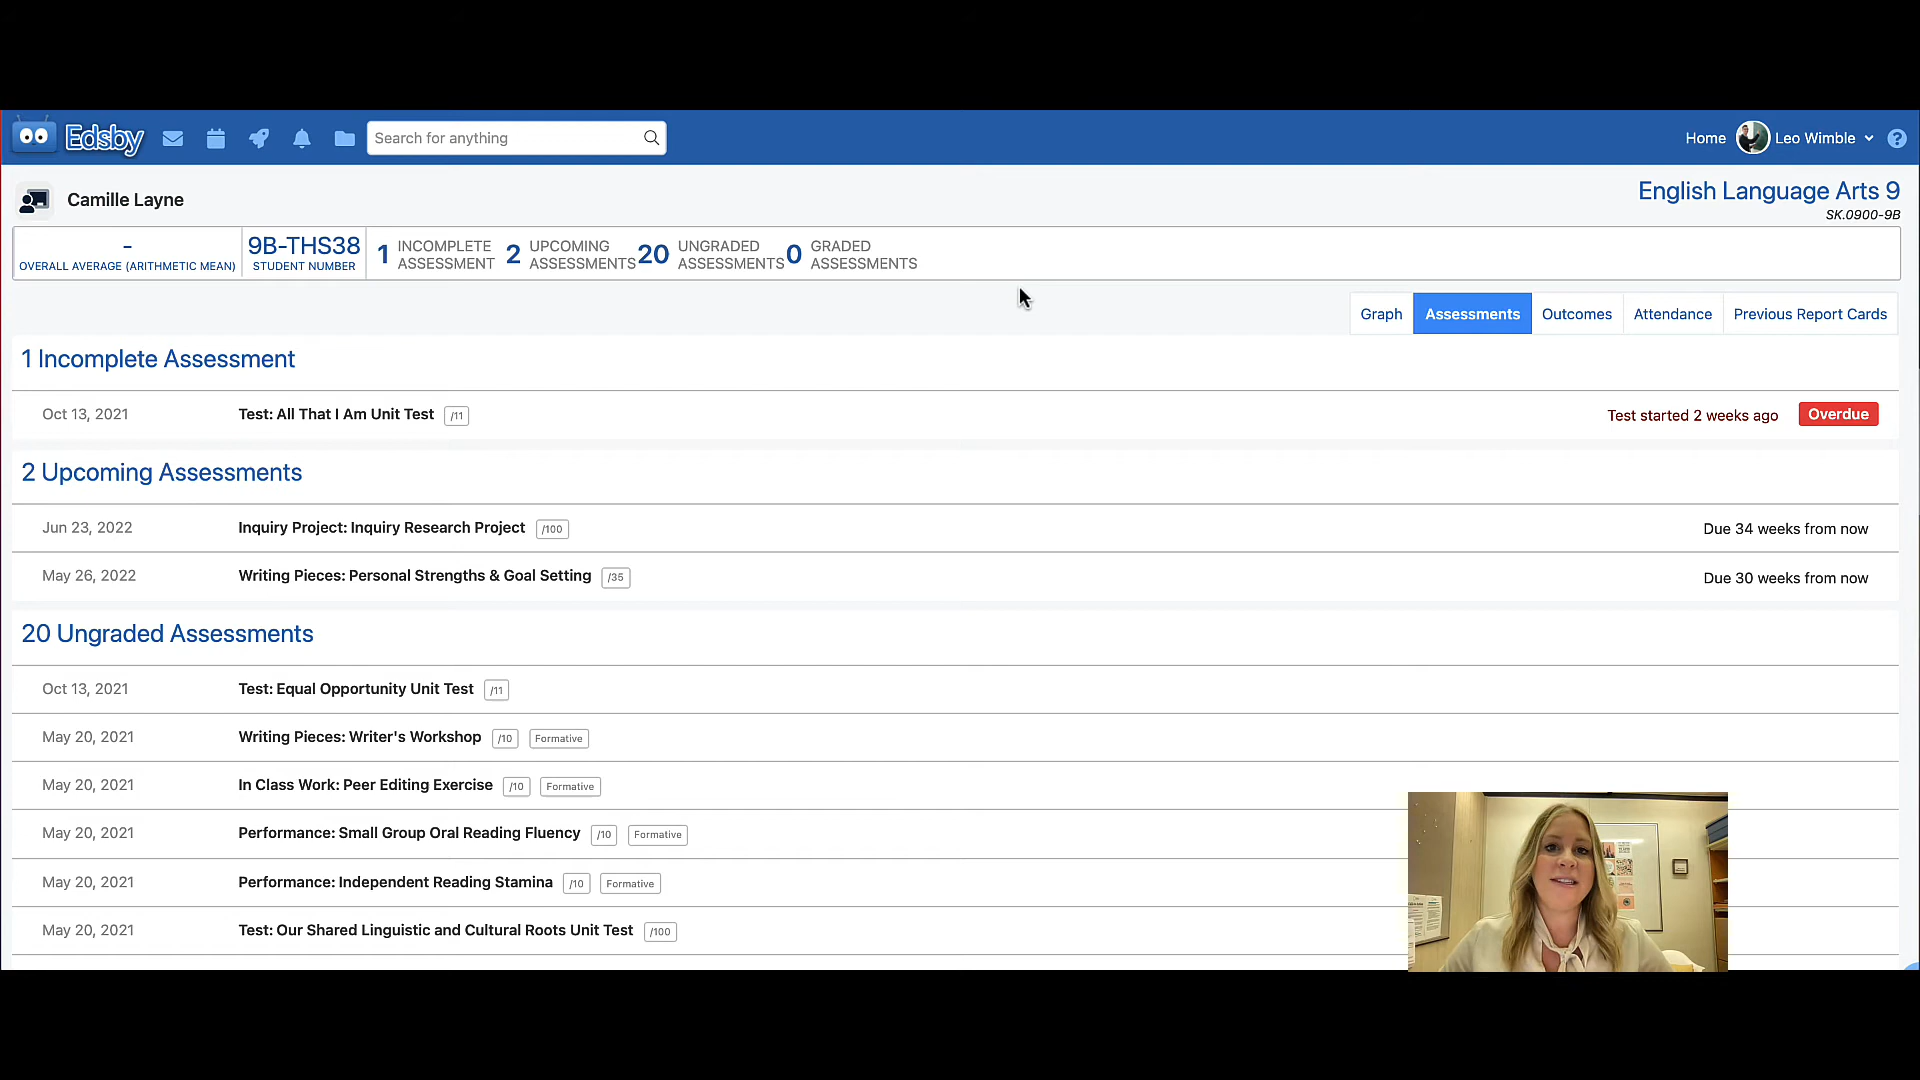 Edsby
Search for anything
Home Leo Wimble
Camille Layne
English Language Arts 9
SK.0900-9B
-
OVERALL AVERAGE (ARITHMETIC MEAN)
9B-THS38
STUDENT NUMBER
1 INCOMPLETE ASSESSMENT
2 UPCOMING ASSESSMENTS
20 UNGRADED ASSESSMENTS
0 GRADED ASSESSMENTS
Graph Assessments Outcomes Attendance Previous Report Cards
1 Incomplete Assessment
Oct 13, 2021 Test: All That I Am Unit Test /11 Test started 2 weeks ago Overdue
2 Upcoming Assessments
Jun 23, 2022 Inquiry Project: Inquiry Research Project /100 Due 34 weeks from now
May 26, 2022 Writing Pieces: Personal Strengths & Goal Setting /35 Due 30 weeks from now
20 Ungraded Assessments
Oct 13, 2021 Test: Equal Opportunity Unit Test /11
May 20, 2021 Writing Pieces: Writer's Workshop /10 Formative
May 20, 2021 In Class Work: Peer Editing Exercise /10 Formative
May 20, 2021 Performance: Small Group Oral Reading Fluency /10 Formative
May 20, 2021 Performance: Independent Reading Stamina /10 Formative
May 20, 2021 Test: Our Shared Linguistic and Cultural Roots Unit Test /100